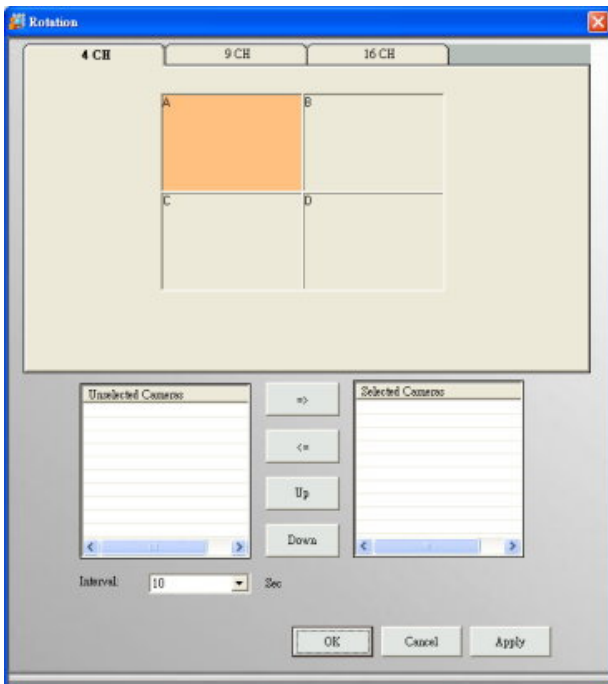 Rotation
4 CH
9 CH
16 CH
A
B
C
D
Unselected Cameras
=>
Selected Cameras
<=
Up
Down
Interval:
10
Sec
OK
Cancel
Apply